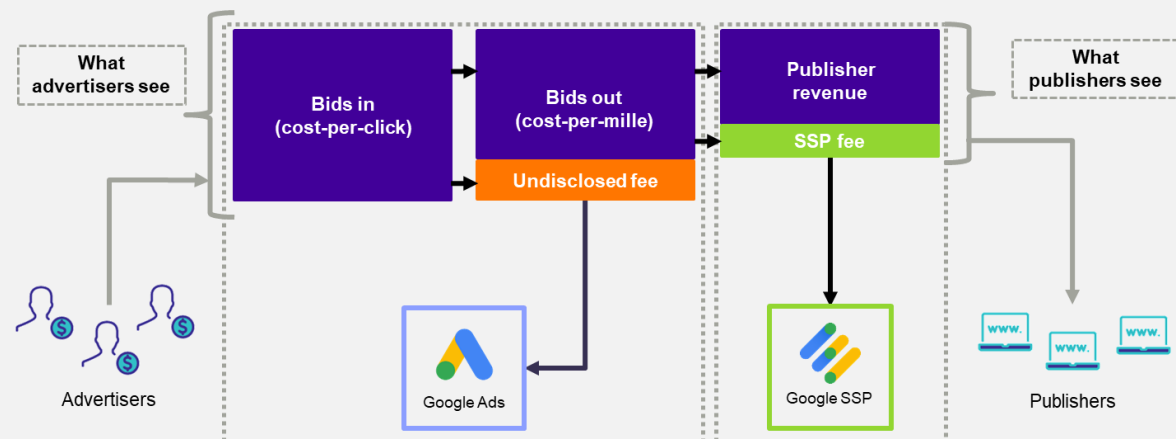 What
advertisers see
Bids in
(cost-per-click)
Bids out
(cost-per-mille)
Undisclosed fee
Publisher
revenue
SSP fee
What
publishers see
$
$
$
Advertisers
Google Ads
Google SSP
www.
www.
www.
Publishers